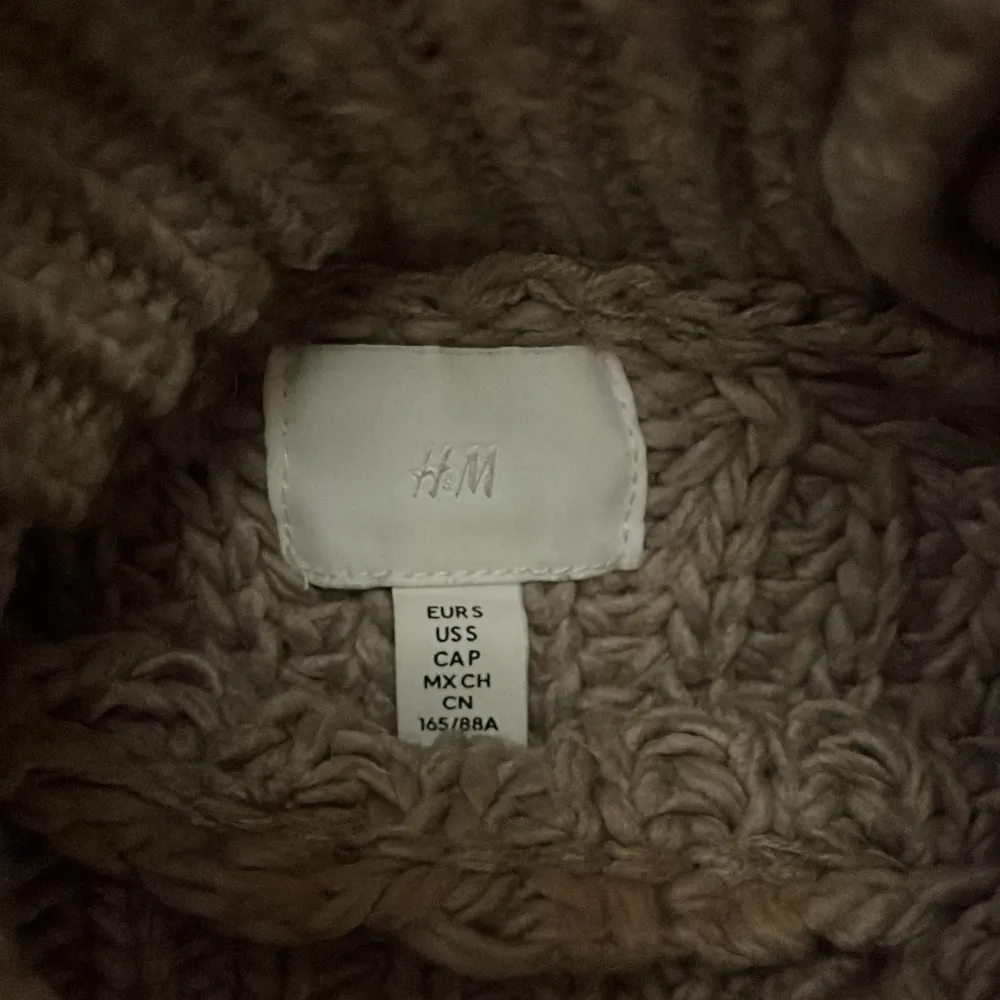 H&M
EUR S
US S
CA P
MX CH
CN
165/88A